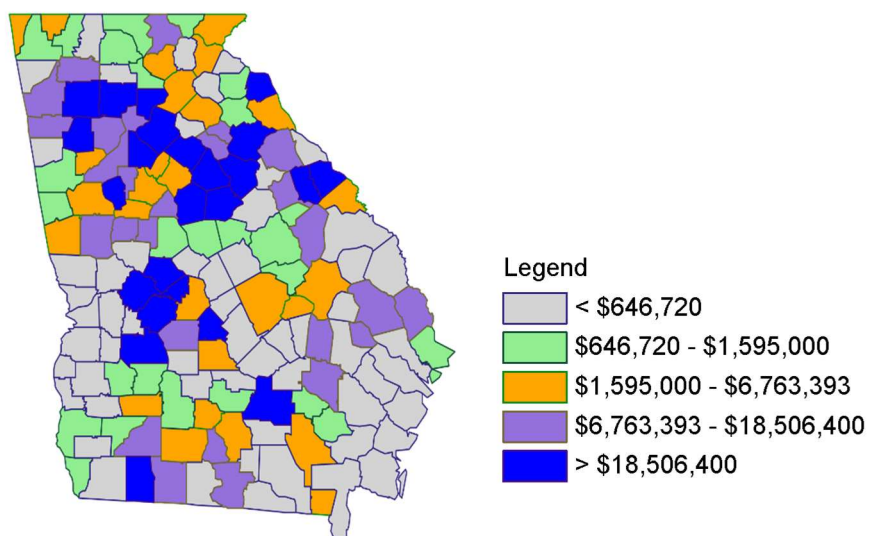 Legend
< $646,720
$646,720 - $1,595,000
$1,595,000 - $6,763,393
$6,763,393 - $18,506,400
> $18,506,400